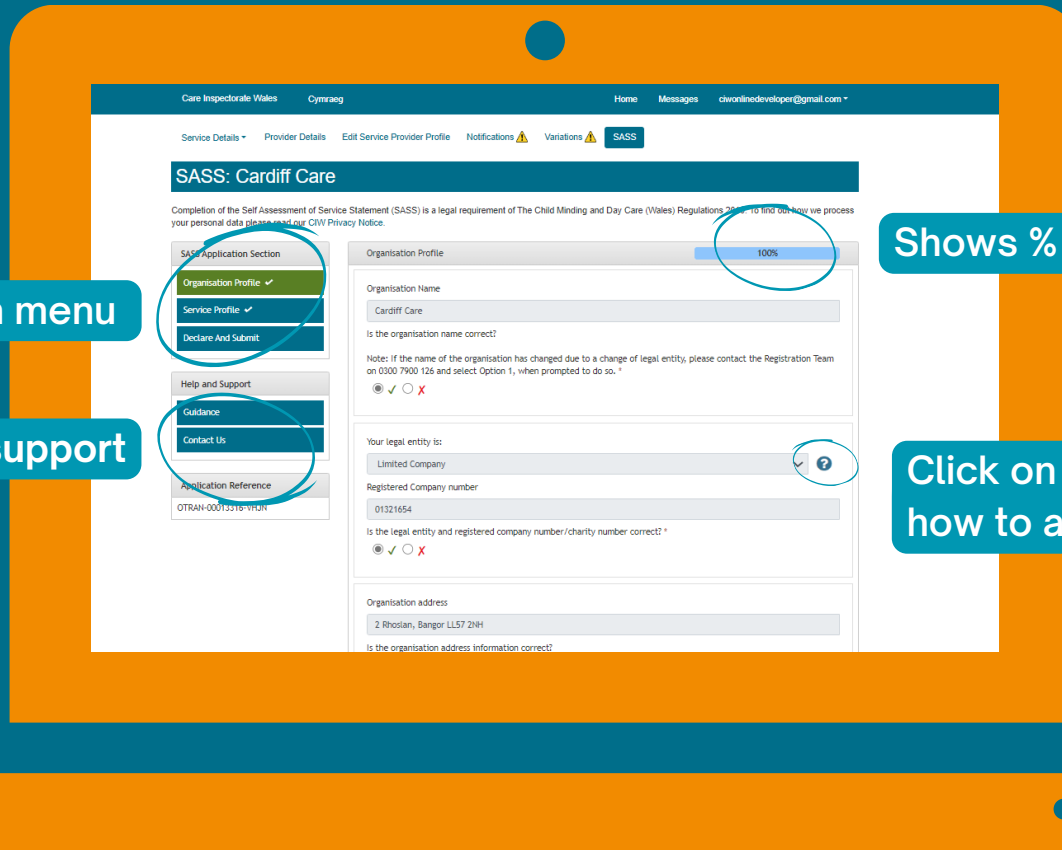 Care Inspectorate Wales Cymraeg Home Messages ciwonlinedeveloper@gmail.com
Service Details Provider Details Edit Service Provider Profile Notifications Variations SASS
SASS: Cardiff Care
Completion of the Self Assessment of Service Statement (SASS) is a legal requirement of The Child Minding and Day Care (Wales) Regulations To find out how we process
your personal data please read our CIW Privacy Notice.
Shows %
SASS Application Section
Organisation Profile ✓
Service Profile ✓
Declare And Submit
menu
Help and Support
Guidance
Contact Us
support
Application Reference
OTRAN-00013316-VHJN
Organisation Profile 100%
Organisation Name
Cardiff Care
Is the organisation name correct?
Note: If the name of the organisation has changed due to a change of legal entity, please contact the Registration Team
on 0300 7900 126 and select Option 1, when prompted to do so. *
✓ ✗
Your legal entity is:
Limited Company ?
Registered Company number
01321654
Is the legal entity and registered company number/charity number correct? *
✓ ✗
Click on
how to a
Organisation address
2 Rhoslan, Bangor LL57 2NH
Is the organisation address information correct?